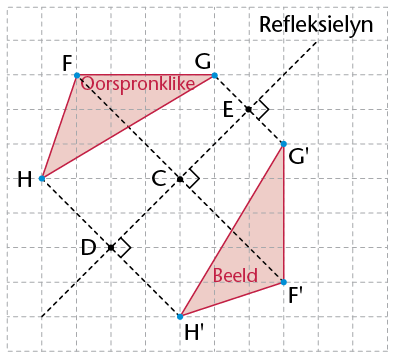 Refleksielyn
F
G
Oorspronklike
E
G'
H
C
D
Beeld
F'
H'